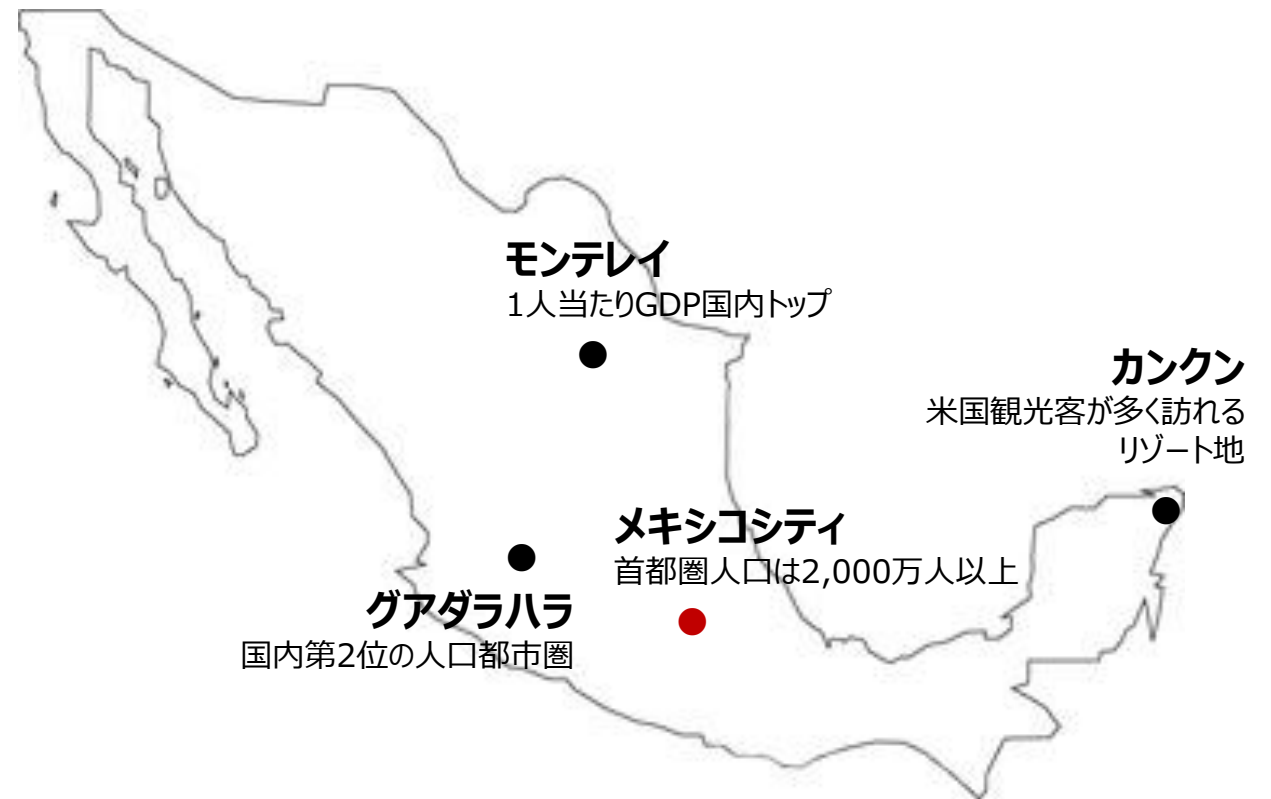 モンテレイ
1人当たりGDP国内トップ
カンクン
米国観光客が多く訪れる
リゾート地
メキシコシティ
首都圏人口は2,000万人以上
グアダラハラ
国内第2位の人口都市圏